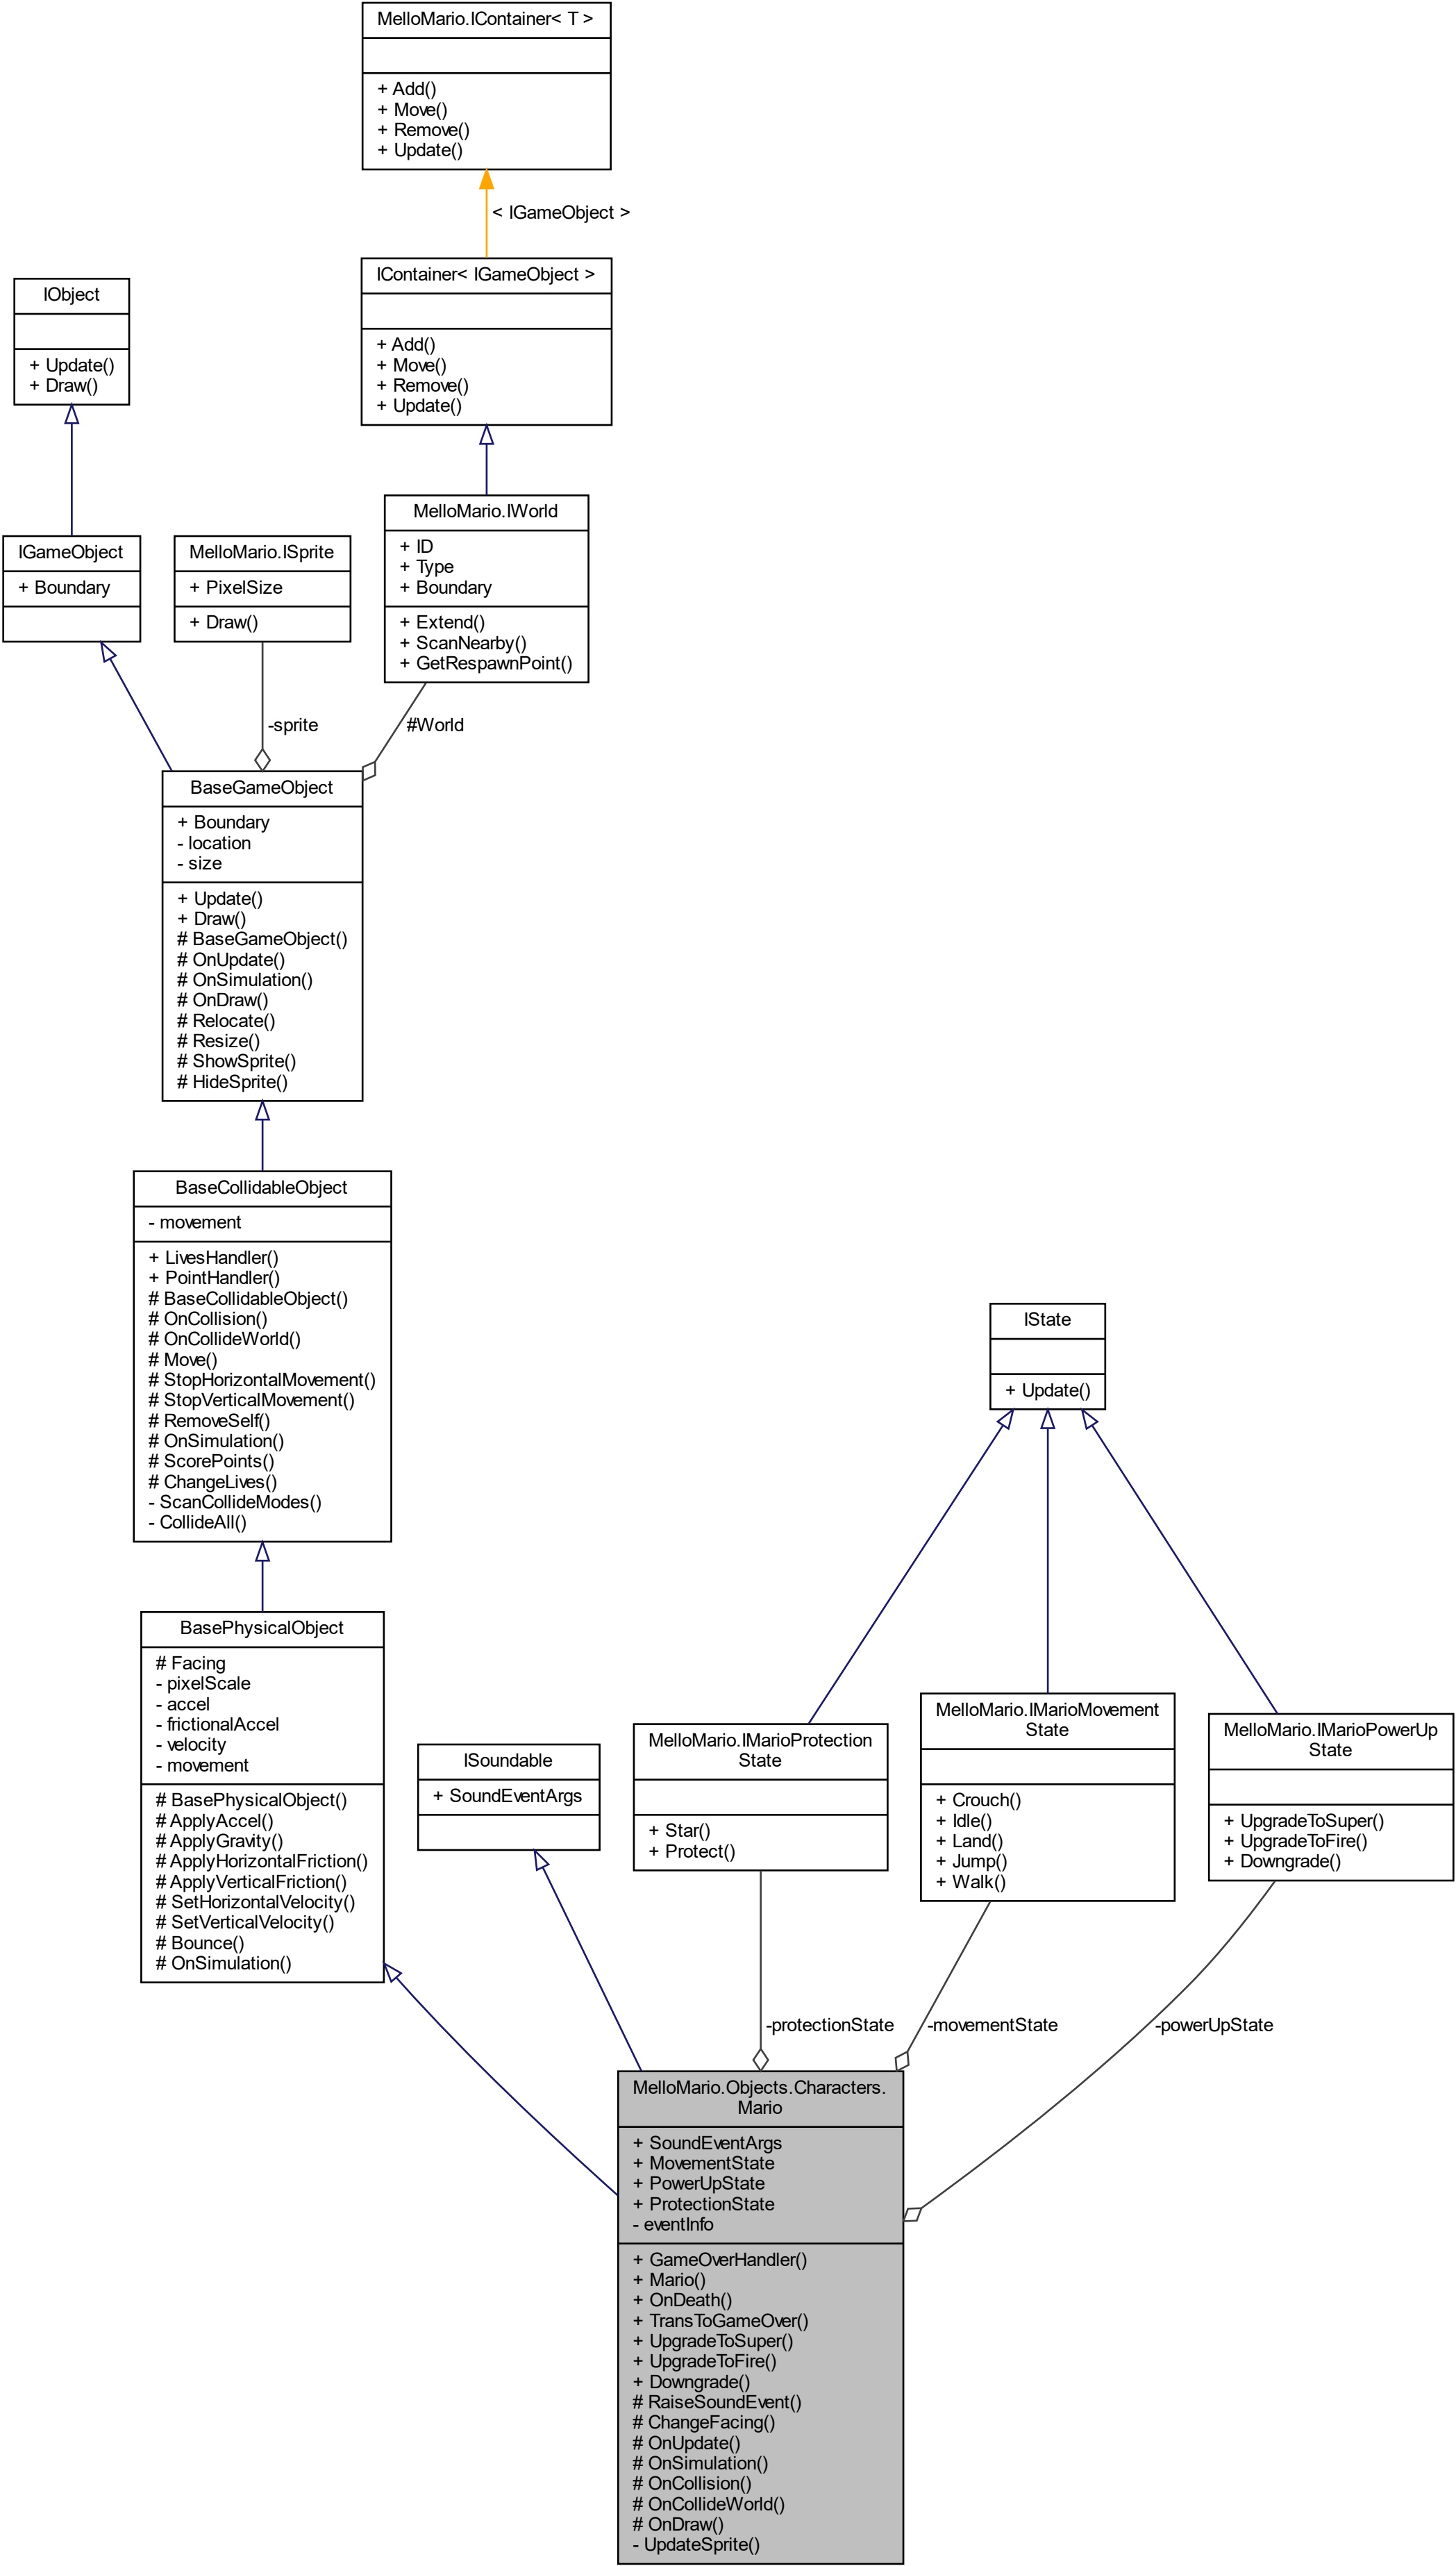 MelloMario.IContainer< T >
+ Add()
+ Move()
+ Remove()
+ Update()
< IGameObject >
IContainer< IGameObject >
+ Add()
+ Move()
+ Remove()
+ Update()
IObject
+ Update()
+ Draw()
IGameObject
+ Boundary
MelloMario.ISprite
+ PixelSize
+ Draw()
MelloMario.IWorld
+ ID
+ Type
+ Boundary
+ Extend()
+ ScanNearby()
+ GetRespawnPoint()
-sprite
#World
BaseGameObject
+ Boundary
- location
- size
+ Update()
+ Draw()
# BaseGameObject()
# OnUpdate()
# OnSimulation()
# OnDraw()
# Relocate()
# Resize()
# ShowSprite()
# HideSprite()
BaseCollidableObject
- movement
+ LivesHandler()
+ PointHandler()
# BaseCollidableObject()
# OnCollision()
# OnCollideWorld()
# Move()
# StopHorizontalMovement()
# StopVerticalMovement()
# RemoveSelf()
# OnSimulation()
# ScorePoints()
# ChangeLives()
- ScanCollideModes()
- CollideAll()
IState
+ Update()
BasePhysicalObject
# Facing
- pixelScale
- accel
- frictionalAccel
- velocity
- movement
# BasePhysicalObject()
# ApplyAccel()
# ApplyGravity()
# ApplyHorizontalFriction()
# ApplyVerticalFriction()
# SetHorizontalVelocity()
# SetVerticalVelocity()
# Bounce()
# OnSimulation()
ISoundable
+ SoundEventArgs
MelloMario.IMarioProtection
State
+ Star()
+ Protect()
MelloMario.IMarioMovement
State
+ Crouch()
+ Idle()
+ Land()
+ Jump()
+ Walk()
MelloMario.IMarioPowerUp
State
+ UpgradeToSuper()
+ UpgradeToFire()
+ Downgrade()
-protectionState
-movementState
-powerUpState
MelloMario.Objects.Characters.
Mario
+ SoundEventArgs
+ MovementState
+ PowerUpState
+ ProtectionState
- eventInfo
+ GameOverHandler()
+ Mario()
+ OnDeath()
+ TransToGameOver()
+ UpgradeToSuper()
+ UpgradeToFire()
+ Downgrade()
# RaiseSoundEvent()
# ChangeFacing()
# OnUpdate()
# OnSimulation()
# OnCollision()
# OnCollideWorld()
# OnDraw()
- UpdateSprite()